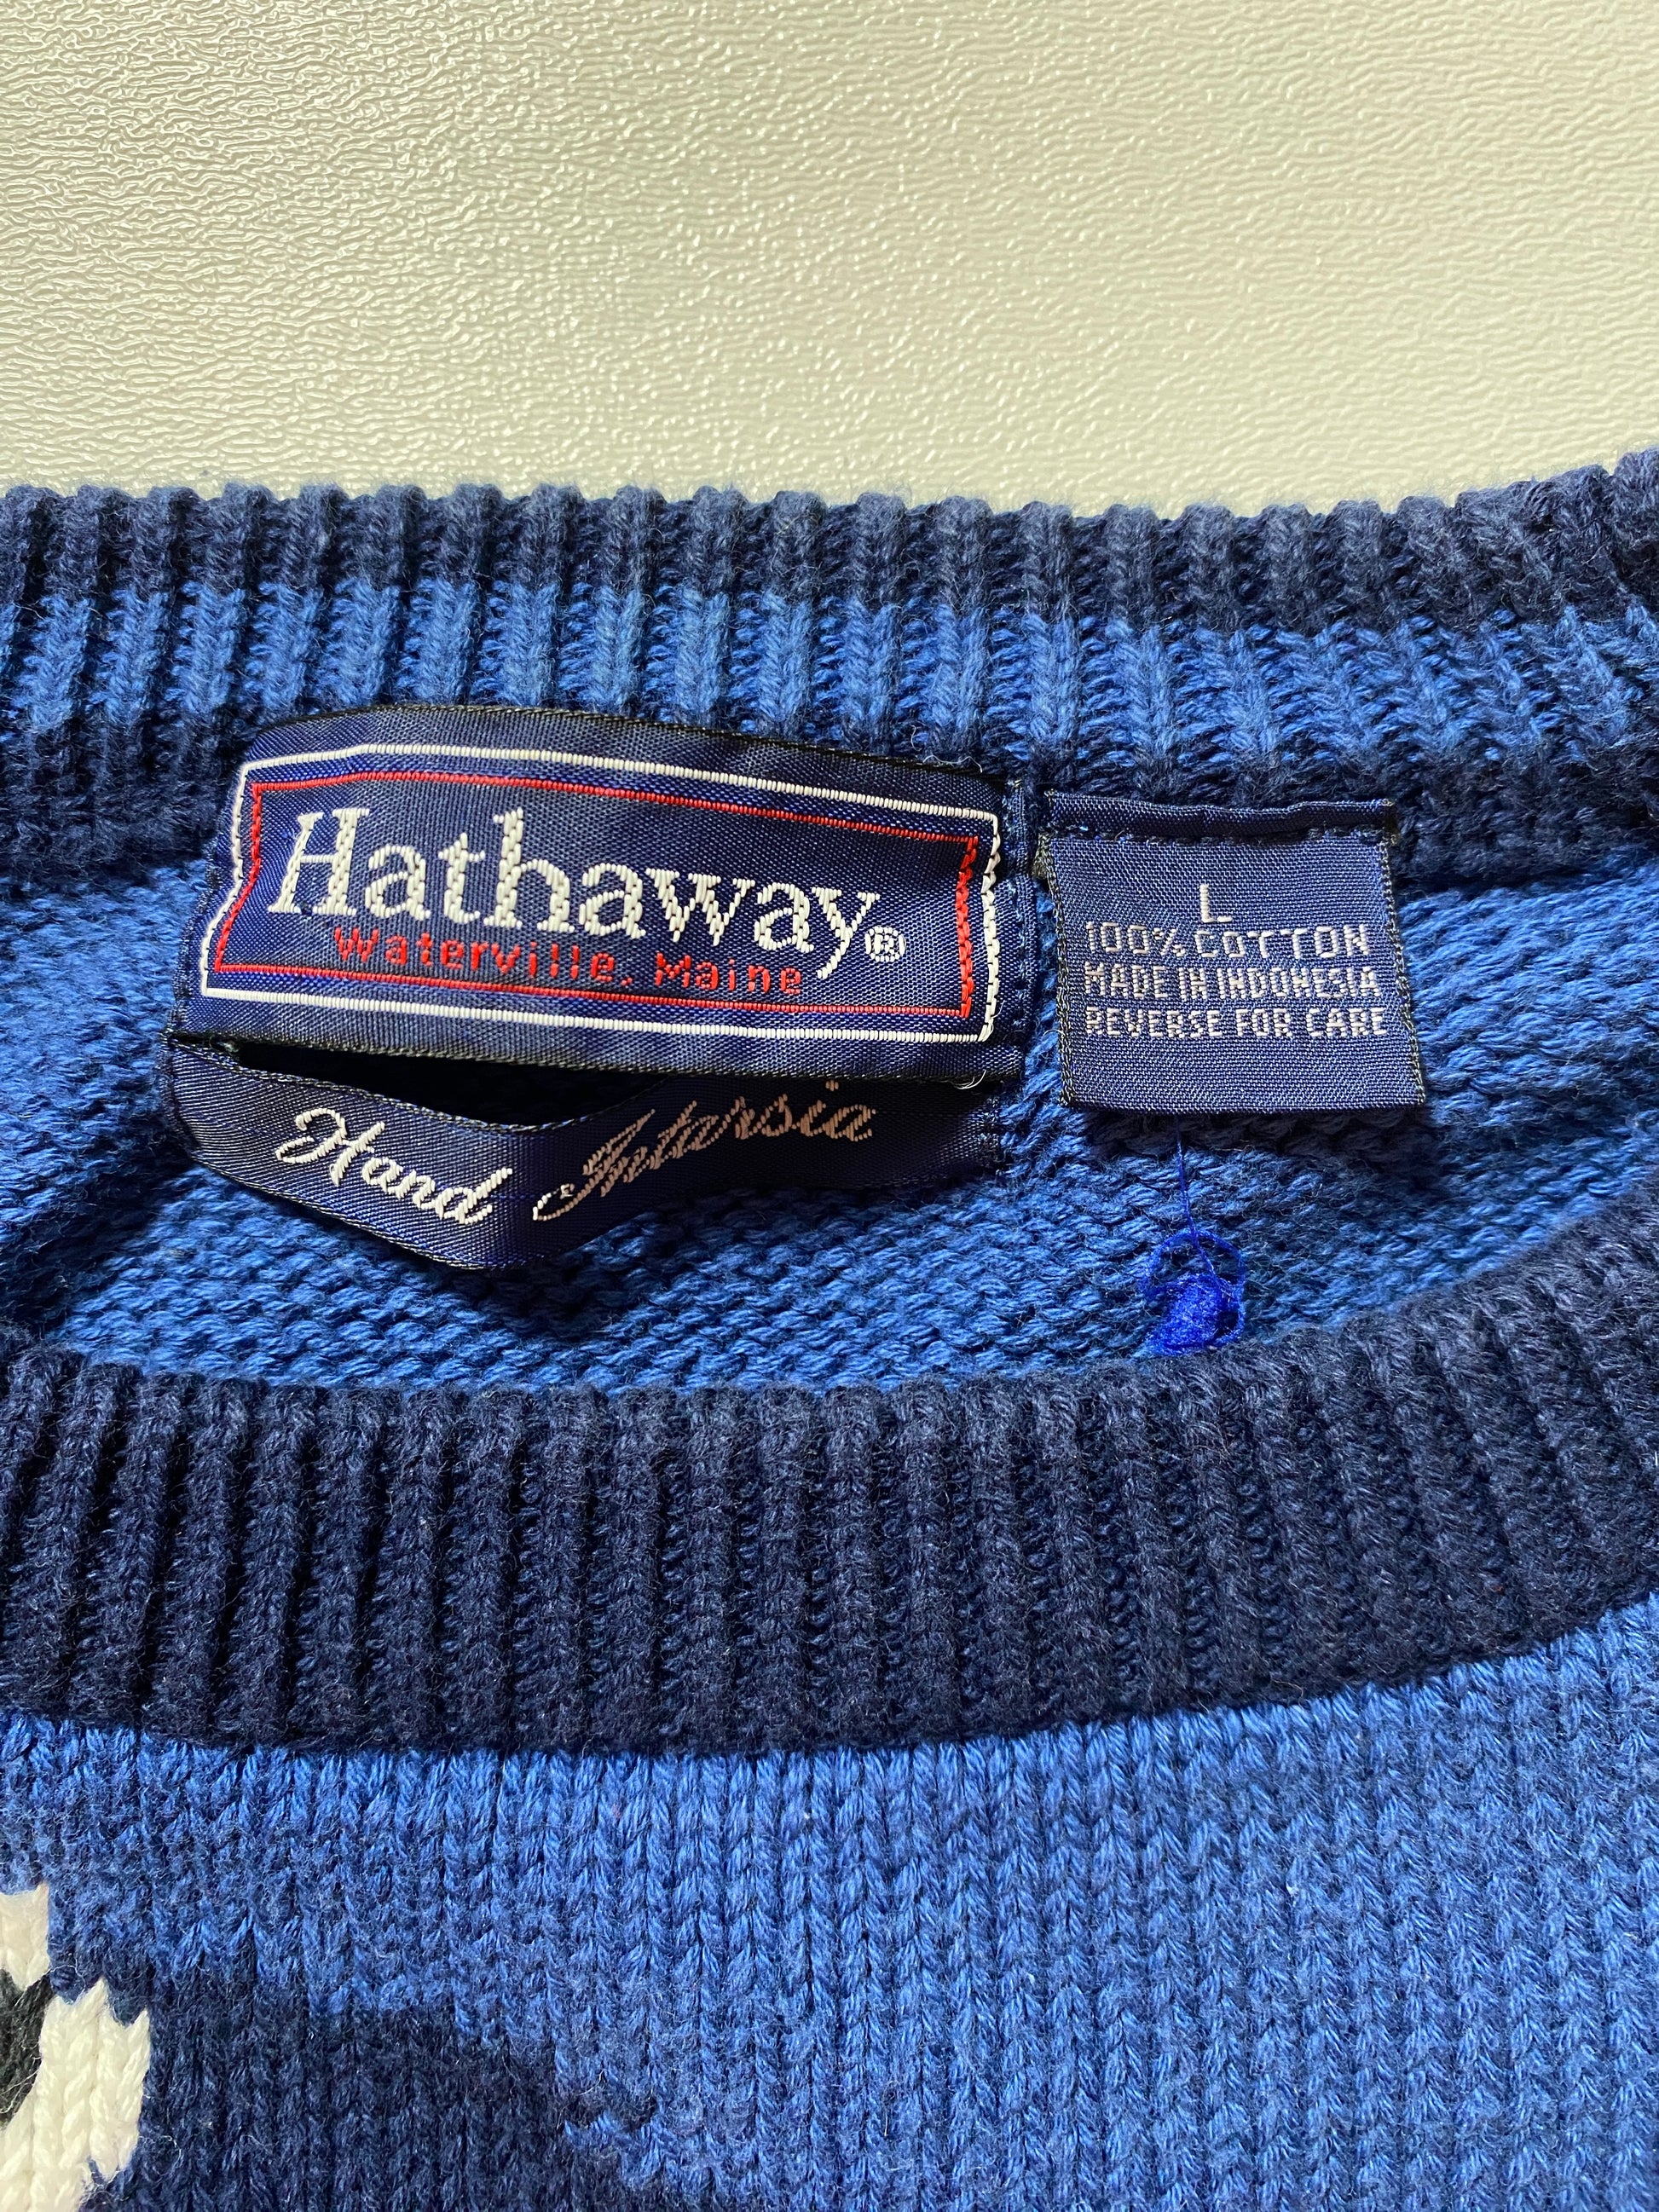 Hathaway®
Waterville, Maine
Hand Intarsia
L
100% COTTON
MADE IN INDONESIA
REVERSE FOR CARE